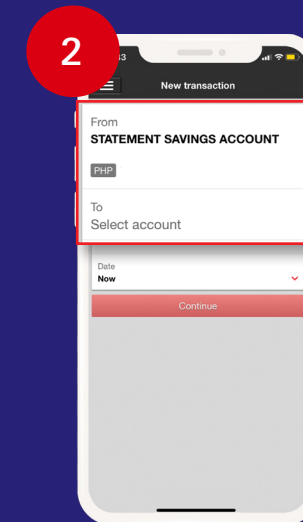 2
New transaction
From
STATEMENT SAVINGS ACCOUNT
PHP
To
Select account
Date
Now
Continue